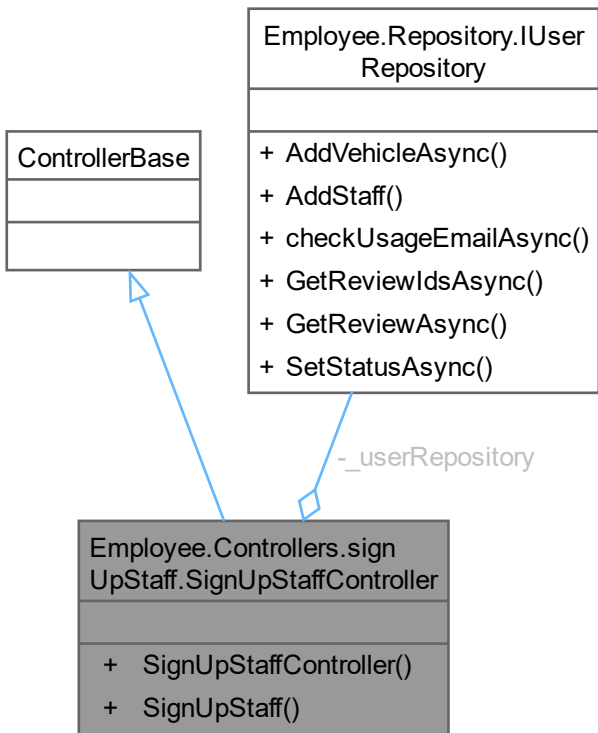 Employee.Repository.IUser
Repository
+ AddVehicleAsync()
+ AddStaff()
+ checkUsageEmailAsync()
+ GetReviewIdsAsync()
+ GetReviewAsync()
+ SetStatusAsync()
ControllerBase
-_userRepository
Employee.Controllers.sign
UpStaff.SignUpStaffController
+ SignUpStaffController()
+ SignUpStaff()